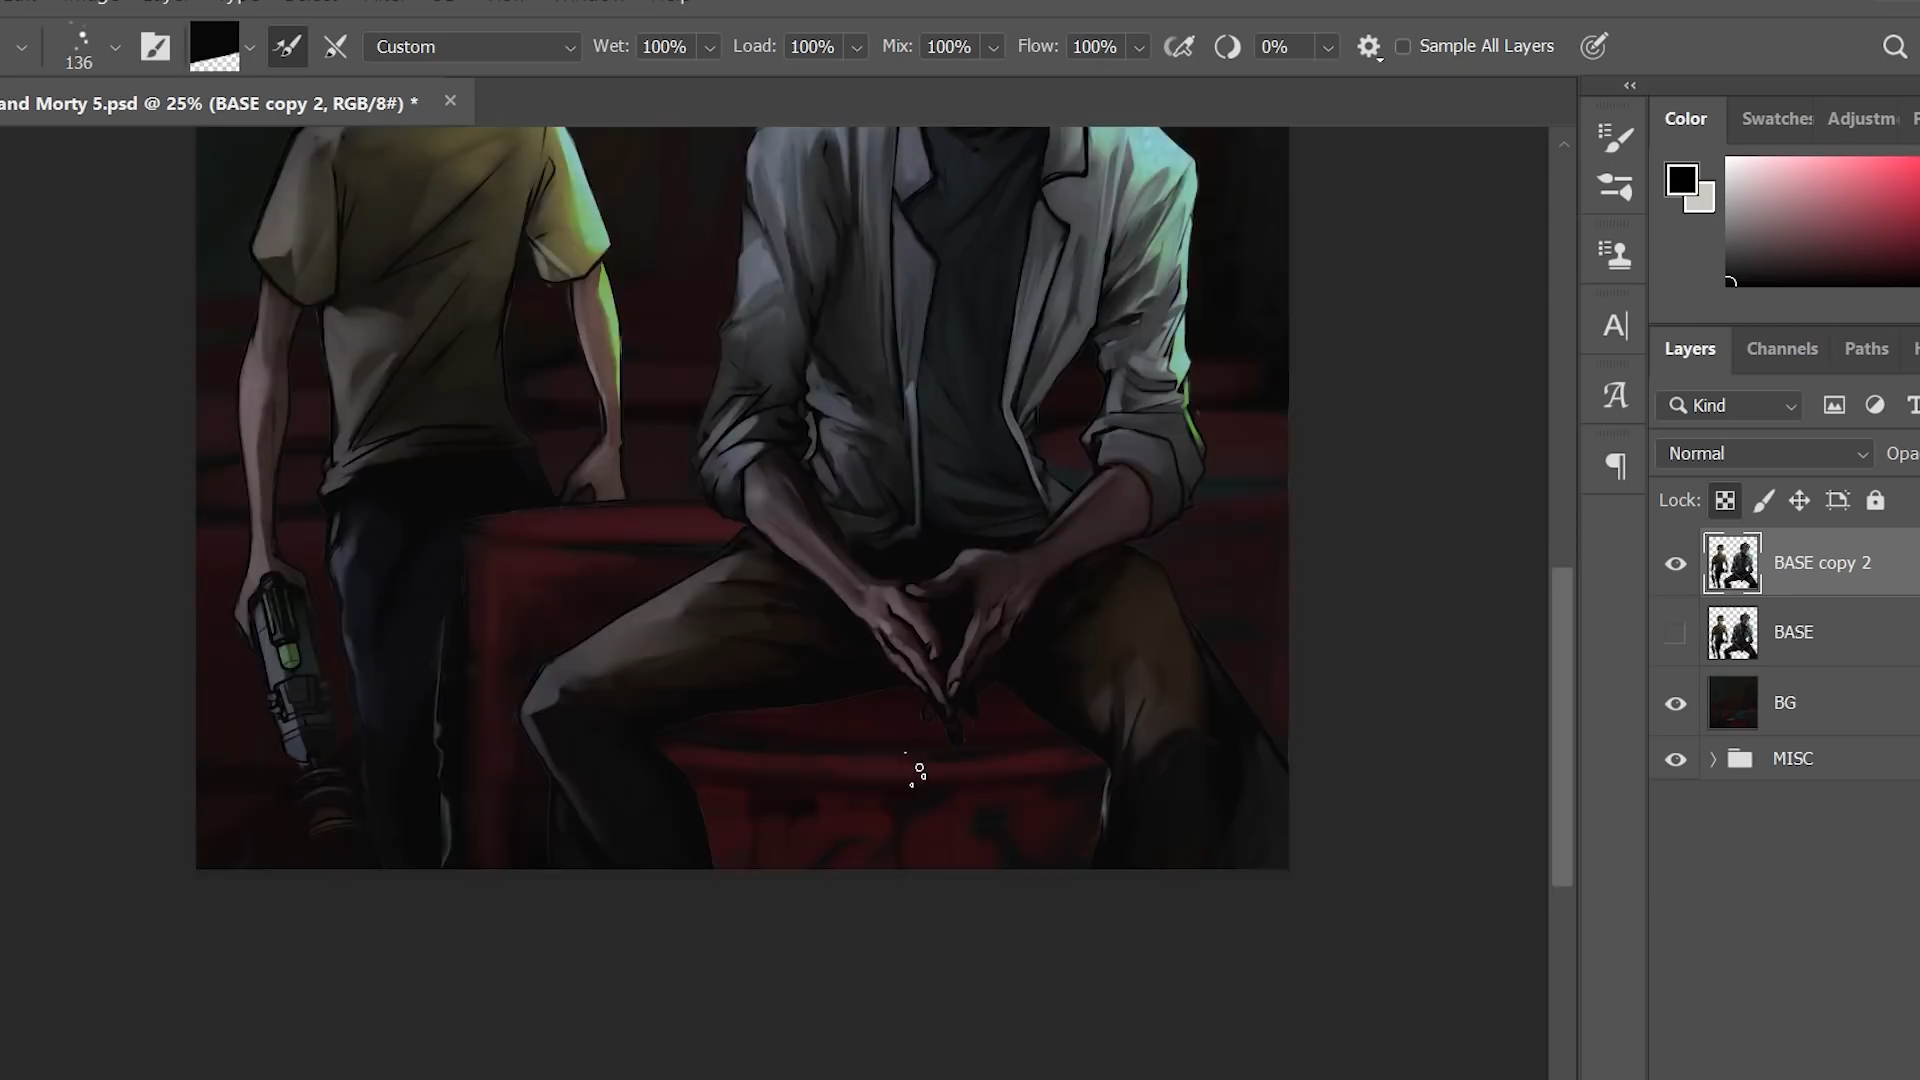 136
Custom
Wet: 100%
Load: 100%
Mix: 100%
Flow: 100%
0%
Sample All Layers
and Morty 5.psd @ 25% (BASE copy 2, RGB/8#) *
Color
Swatches
Adjustm
Layers
Channels
Paths
Kind
Normal
Opa
Lock:
BASE copy 2
BASE
BG
MISC